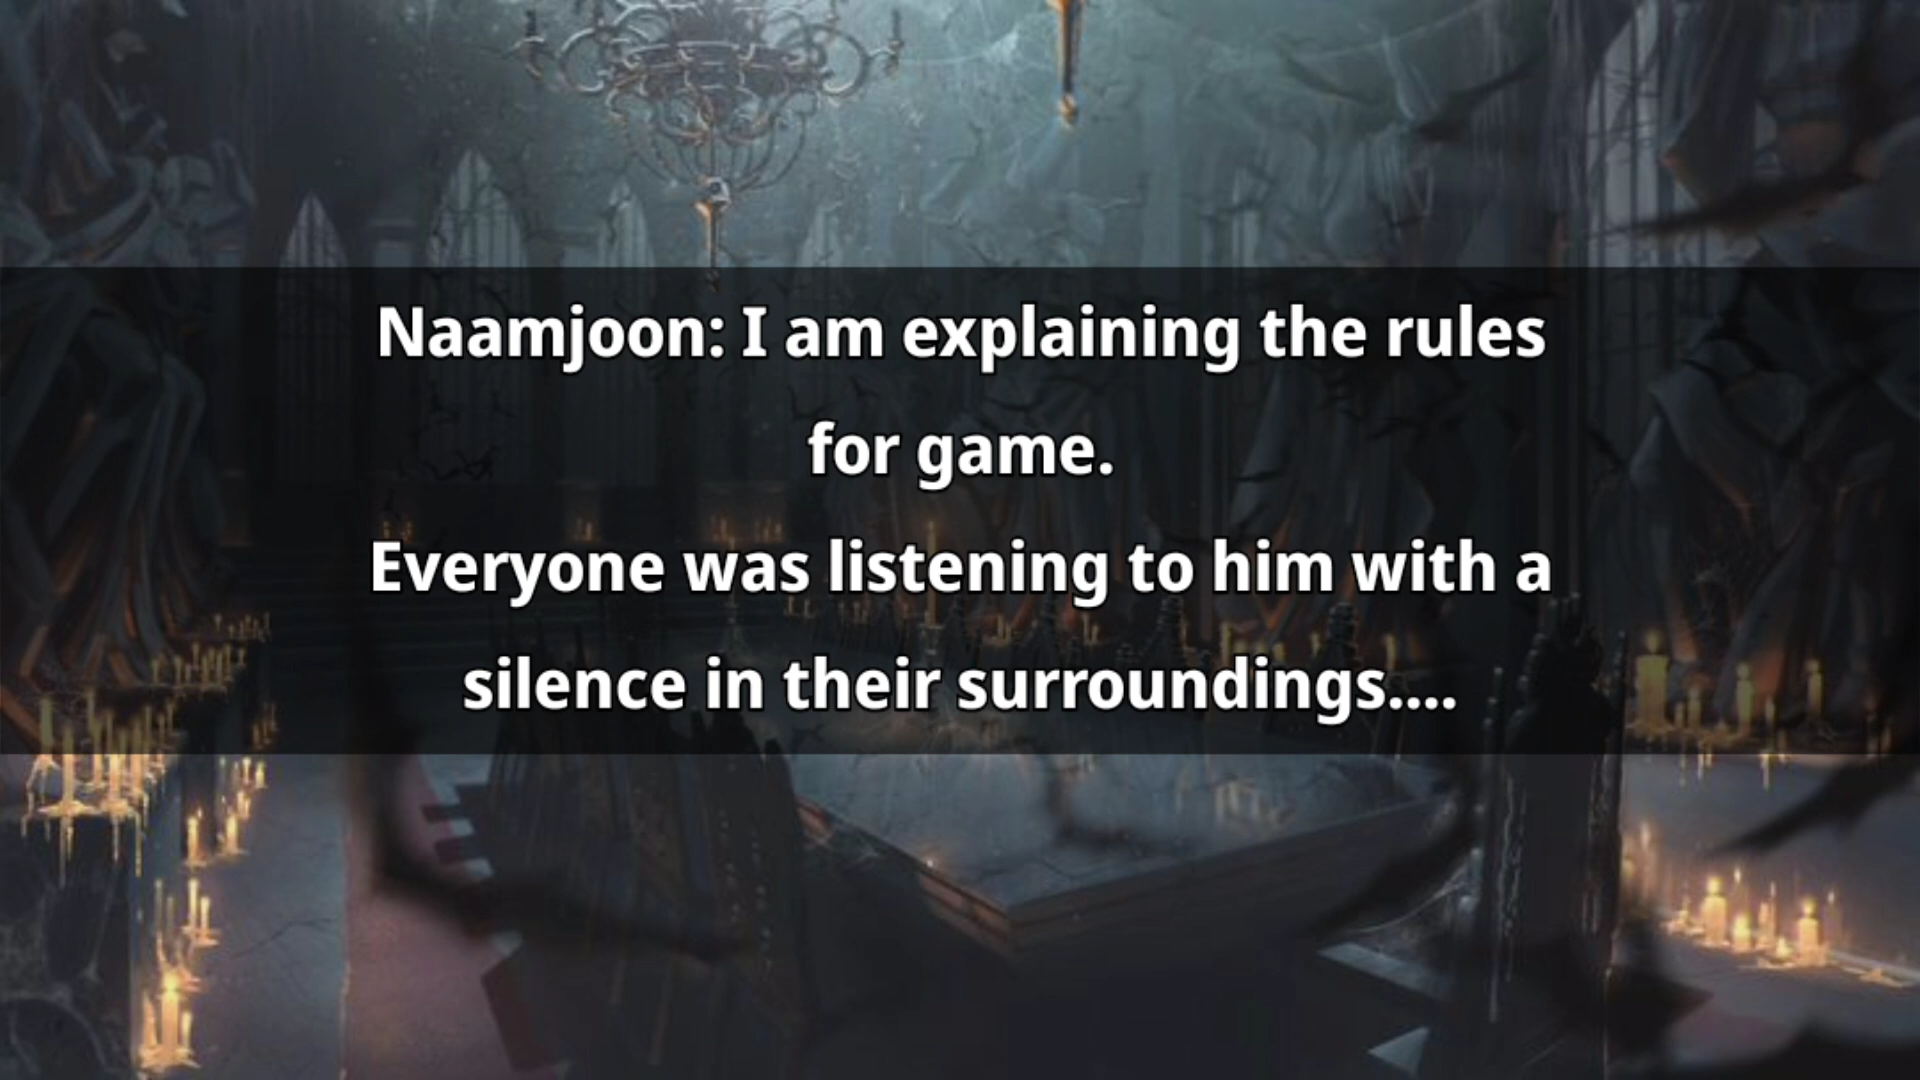 Naamjoon: I am explaining the rules
for game.
Everyone was listening to him with a
silence in their surroundings....